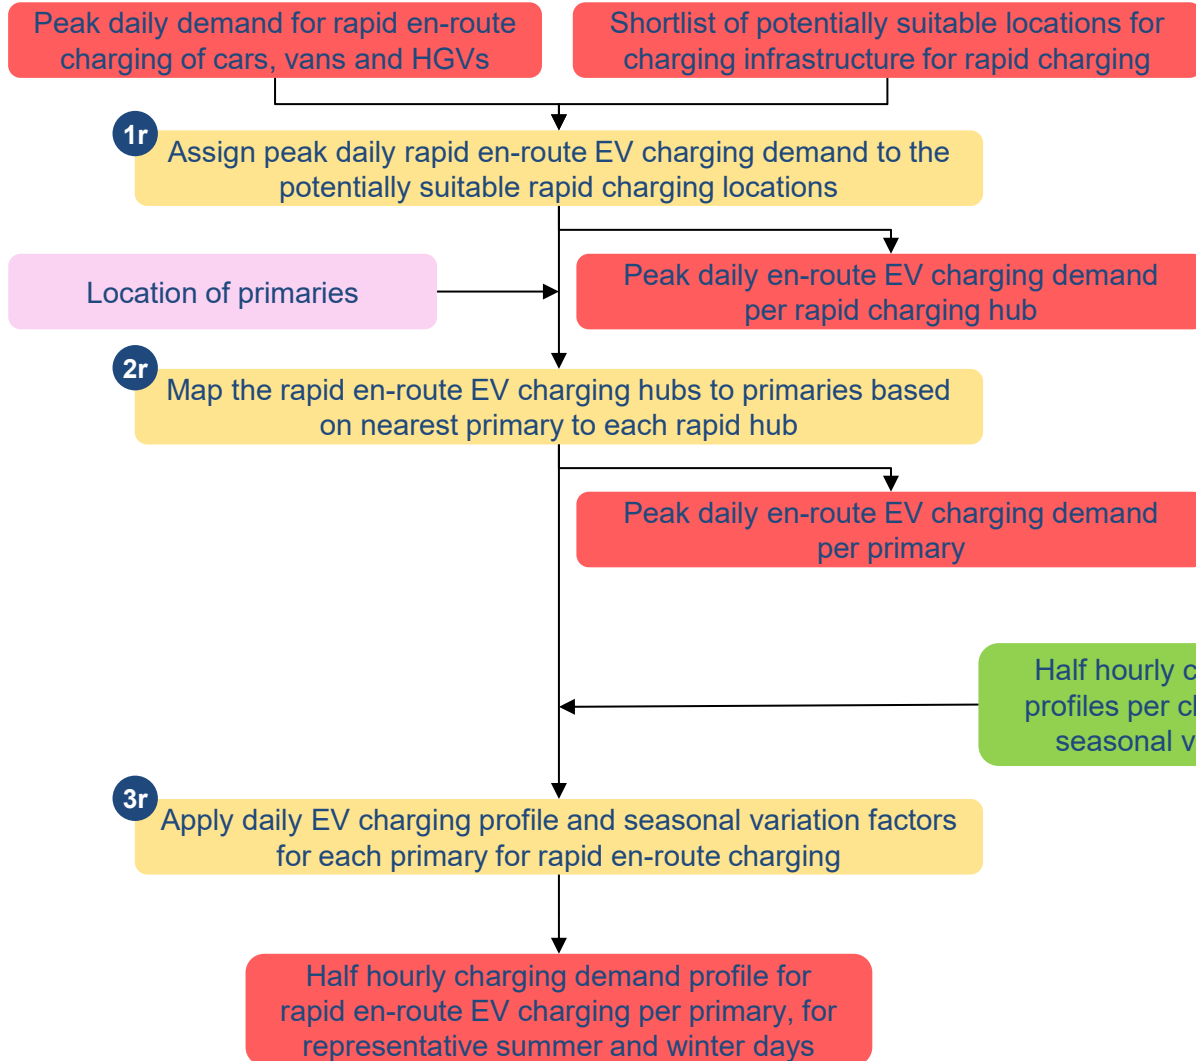 Peak daily demand for rapid en-route
charging of cars, vans and HGVs
Shortlist of potentially suitable locations for
charging infrastructure for rapid charging
1r
Assign peak daily rapid en-route EV charging demand to the
potentially suitable rapid charging locations
Location of primaries
Peak daily en-route EV charging demand
per rapid charging hub
2r
Map the rapid en-route EV charging hubs to primaries based
on nearest primary to each rapid hub
Peak daily en-route EV charging demand
per primary
Half hourly
profiles per
seasonal
3r
Apply daily EV charging profile and seasonal variation factors
for each primary for rapid en-route charging
Half hourly charging demand profile for
rapid en-route EV charging per primary, for
representative summer and winter days